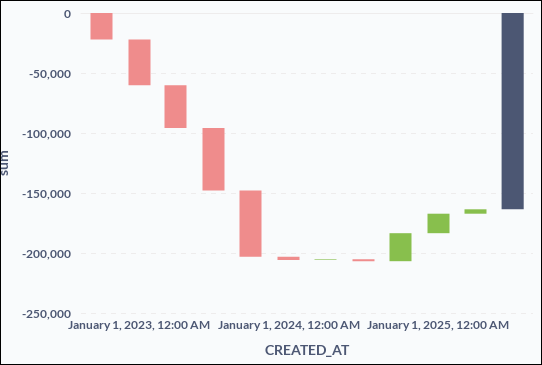 0
-50,000
-100,000
-150,000
-200,000
-250,000
sum
January 1, 2023, 12:00 AM January 1, 2024, 12:00 AM January 1, 2025, 12:00 AM
CREATED_AT